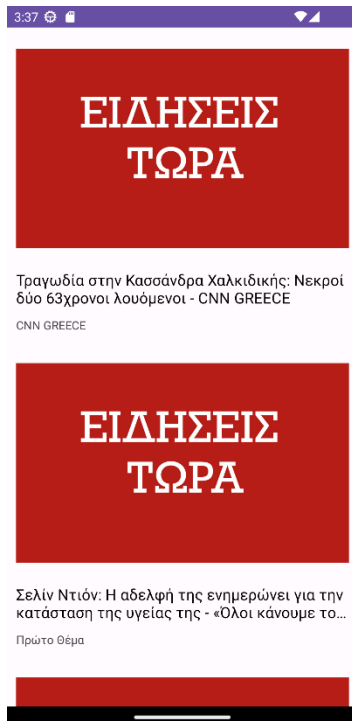 3:37
ΕΙΔΗΣΕΙΣ
ΤΩΡΑ
Τραγωδία στην Κασσάνδρα Χαλκιδικής: Νεκροί
δύο 63χρονοι λουόμενοι - CNN GREECE
CNN GREECE
ΕΙΔΗΣΕΙΣ
ΤΩΡΑ
Σελίν Ντιόν: Η αδελφή της ενημερώνει για την
κατάσταση της υγείας της - «Όλοι κάνουμε το...
Πρώτο Θέμα